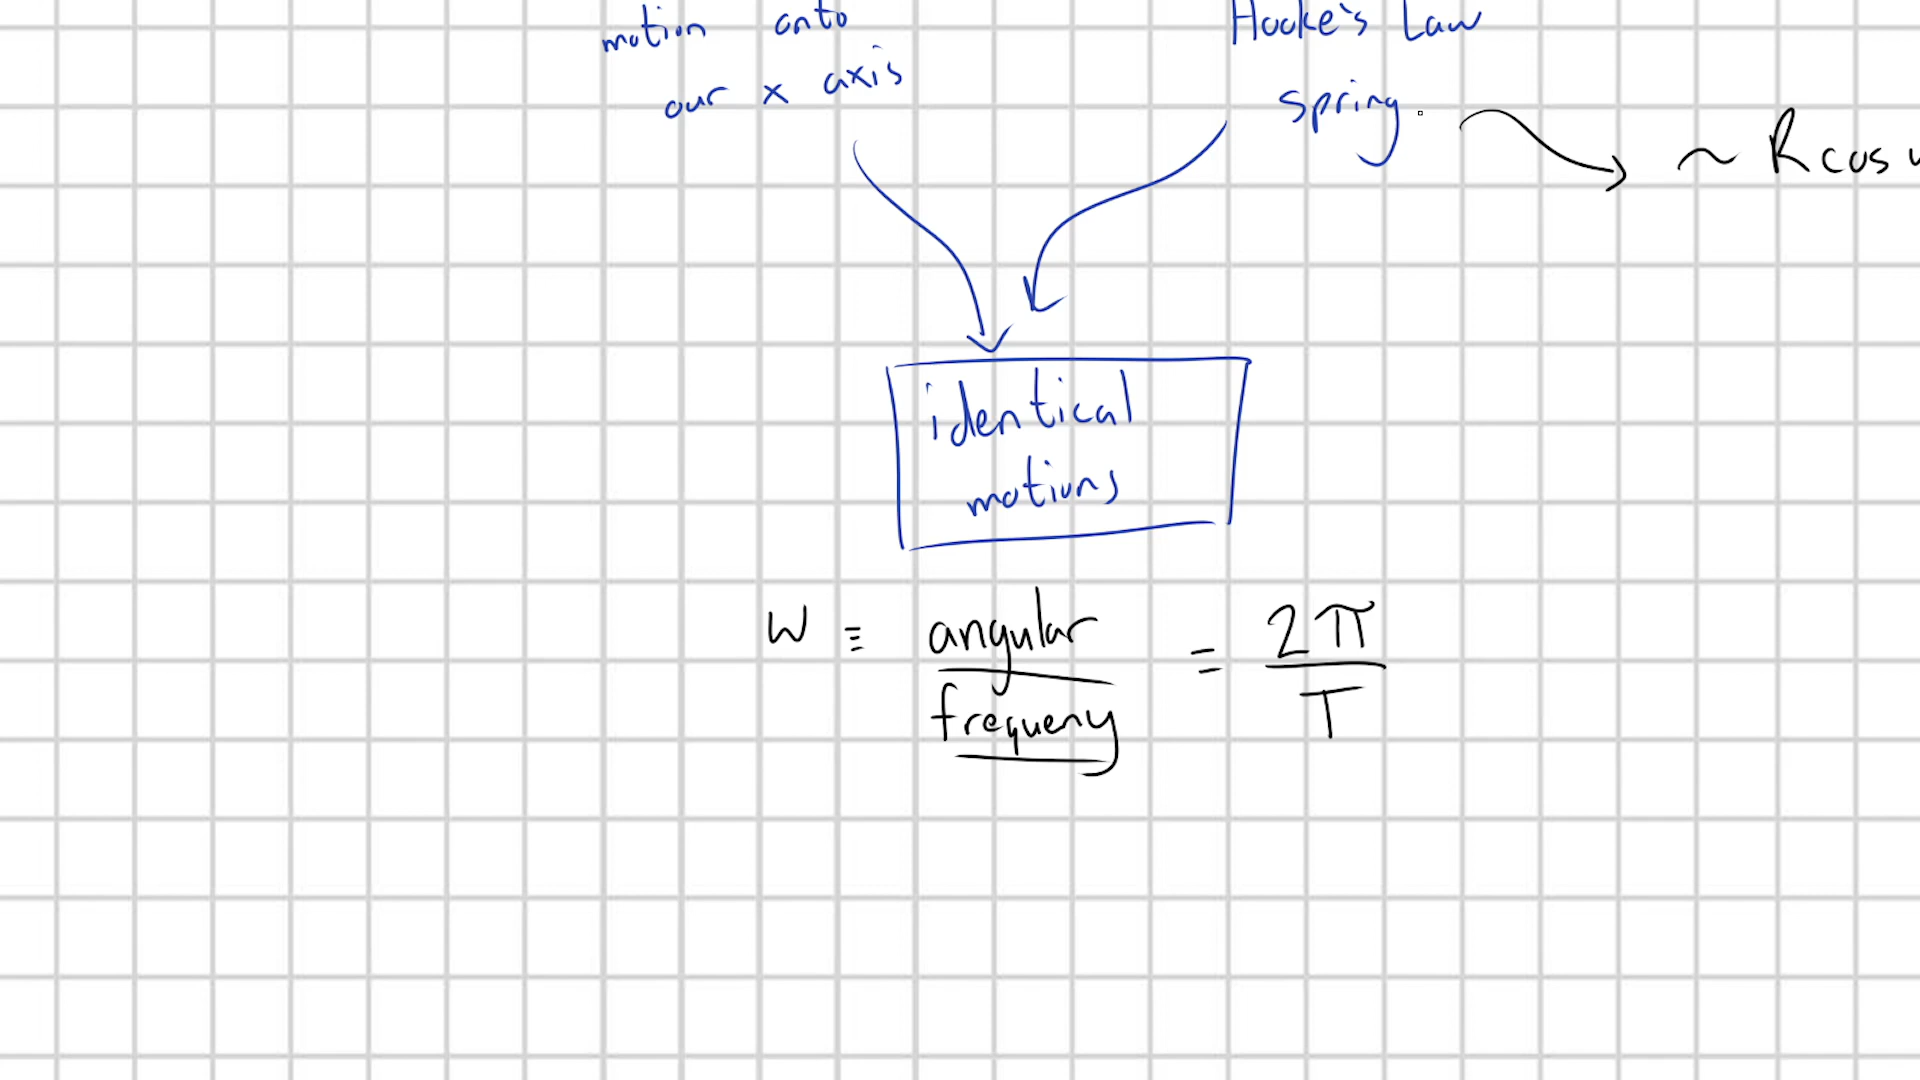 motion onto
our x axis
Hooke's Law
spring.
~ Rcos
identical
motions
W ≡ angular frequency = 2π / T